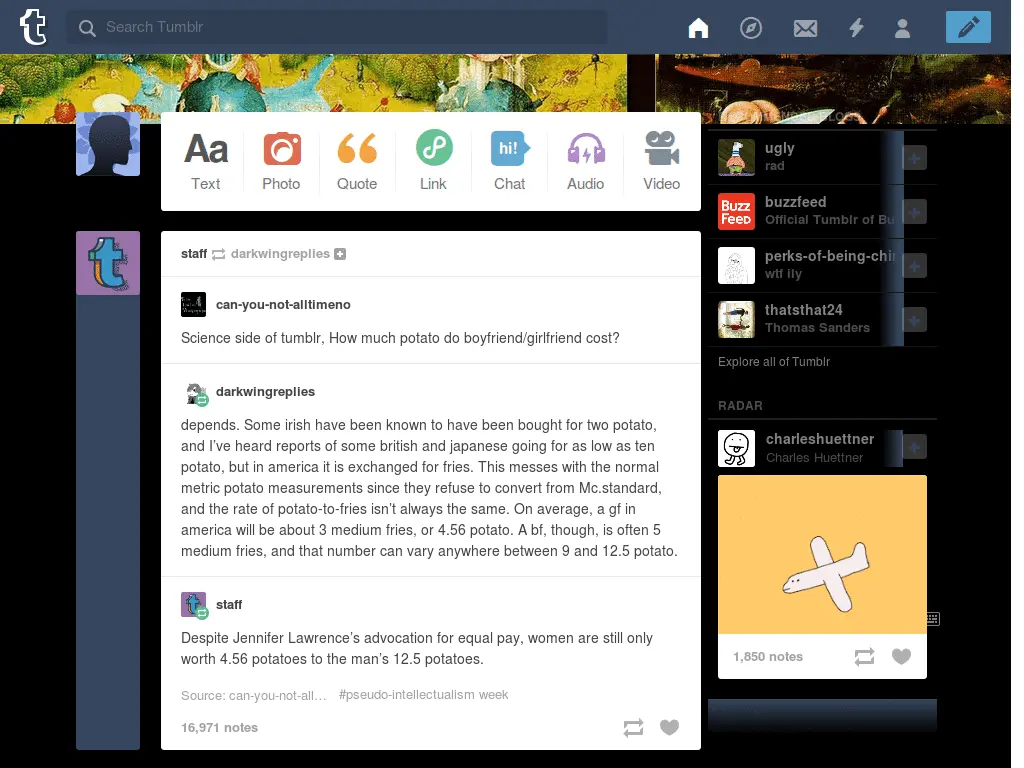 t
Search Tumblr
Aa
hi!
Text
Photo
Quote
Link
Chat
Audio
Video
t
staff darkwingreplies
can-you-not-alltimeno
Science side of tumblr, How much potato do boyfriend/girlfriend cost?
darkwingreplies
depends. Some irish have been known to have been bought for two potato,
and I've heard reports of some british and japanese going for as low as ten
potato, but in america it is exchanged for fries. This messes with the normal
metric potato measurements since they refuse to convert from Mc.standard,
and the rate of potato-to-fries isn't always the same. On average, a gf in
america will be about 3 medium fries, or 4.56 potato. A bf, though, is often 5
medium fries, and that number can vary anywhere between 9 and 12.5 potato.
staff
Despite Jennifer Lawrence's advocation for equal pay, women are still only
worth 4.56 potatoes to the man's 12.5 potatoes.
Source: can-you-not-all… #pseudo-intellectualism week
16,971 notes
ugly
rad
BuzzFeed
buzzfeed
Official Tumblr of Bu
perks-of-being-chi
wtf ily
thatsthat24
Thomas Sanders
Explore all of Tumblr
RADAR
charleshuettner
Charles Huettner
1,850 notes